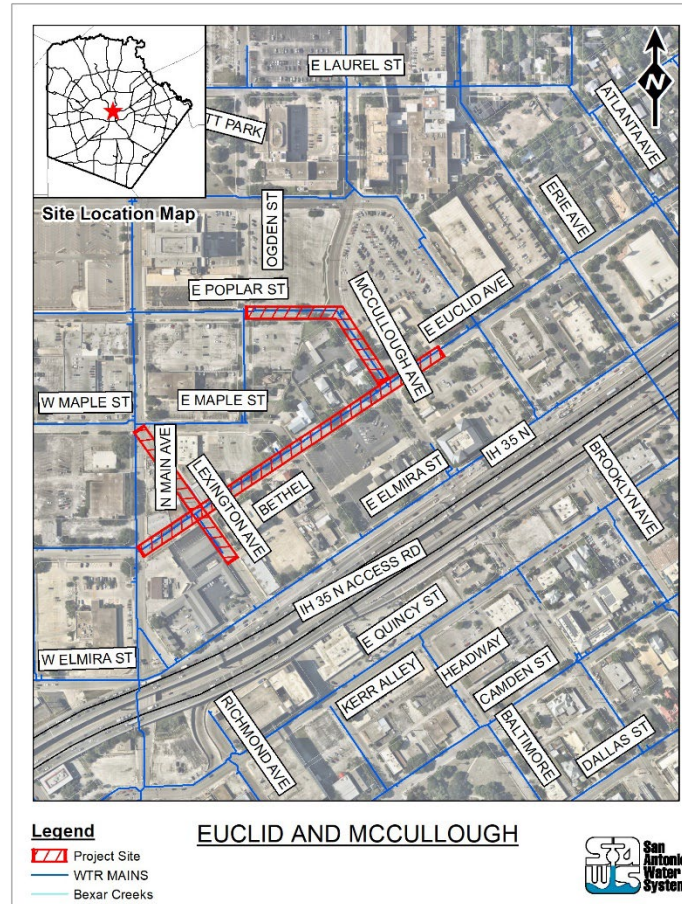 E LAUREL ST
TT PARK
N
ATLANTA AVE
Site Location Map
OGDEN ST
ERIE AVE
E POPLAR ST
MCCULLOUGH AVE
E EUCLID AVE
W MAPLE ST
E MAPLE ST
N MAIN AVE
LEXINGTON AVE
BETHEL
E ELMIRA ST
IH 35 N
BROOKLYN AVE
IH 35 N ACCESS RD
E QUINCY ST
W ELMIRA ST
KERR ALLEY
HEADWAY
CAMDEN ST
RICHMOND AVE
BALTIMORE
DALLAS ST
Legend
Project Site
WTR MAINS
Bexar Creeks
EUCLID AND MCCULLOUGH
SAWS
San
Antonio
Water
System